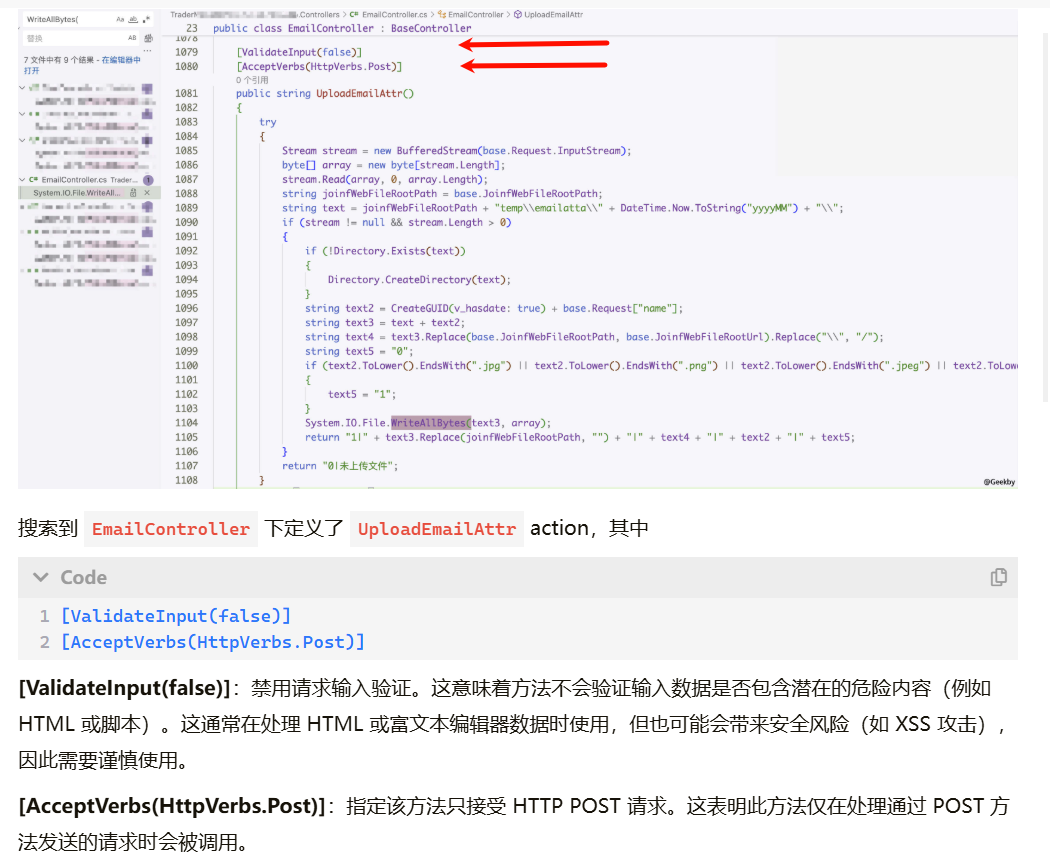 WriteAllBytes(
Aa
ab
.*
替换
AB
7 文件中有 9 个结果 - 在编辑器中
打开
C# EmailController.cs Trader... 1
System.IO.File.WriteAll...
.Controllers > C# EmailController.cs > EmailController > UploadEmailAttr
23 public class EmailController : BaseController
1078
1079 [ValidateInput(false)]
1080 [AcceptVerbs(HttpVerbs.Post)]
0 个引用
1081 public string UploadEmailAttr()
1082 {
1083 try
1084 {
1085 Stream stream = new BufferedStream(base.Request.InputStream);
1086 byte[] array = new byte[stream.Length];
1087 stream.Read(array, 0, array.Length);
1088 string joinfWebFileRootPath = base.JoinfWebFileRootPath;
1089 string text = joinfWebFileRootPath + "temp\\emailatta\\" + DateTime.Now.ToString("yyyyMM") + "\\";
1090 if (stream != null && stream.Length > 0)
1091 {
1092 if (!Directory.Exists(text))
1093 {
1094 Directory.CreateDirectory(text);
1095 }
1096 string text2 = CreateGUID(v_hasdate: true) + base.Request["name"];
1097 string text3 = text + text2;
1098 string text4 = text3.Replace(base.JoinfWebFileRootPath, base.JoinfWebFileRootUrl).Replace("\\", "/");
1099 string text5 = "0";
1100 if (text2.ToLower().EndsWith(".jpg") || text2.ToLower().EndsWith(".png") || text2.ToLower().EndsWith(".jpeg") || text2.ToLowe
1101 {
1102 text5 = "1";
1103 }
1104 System.IO.File.WriteAllBytes(text3, array);
1105 return "1|" + text3.Replace(joinfWebFileRootPath, "") + "|" + text4 + "|" + text2 + "|" + text5;
1106 }
1107 return "0|未上传文件";
1108 }
@Geekby
搜索到 EmailController 下定义了 UploadEmailAttr action，其中
Code
1 [ValidateInput(false)]
2 [AcceptVerbs(HttpVerbs.Post)]
[ValidateInput(false)]：禁用请求输入验证。这意味着方法不会验证输入数据是否包含潜在的危险内容（例如
HTML 或脚本）。这通常在处理 HTML 或富文本编辑器数据时使用，但也可能会带来安全风险（如 XSS 攻击），
因此需要谨慎使用。
[AcceptVerbs(HttpVerbs.Post)]：指定该方法只接受 HTTP POST 请求。这表明此方法仅在处理通过 POST 方
法发送的请求时会被调用。